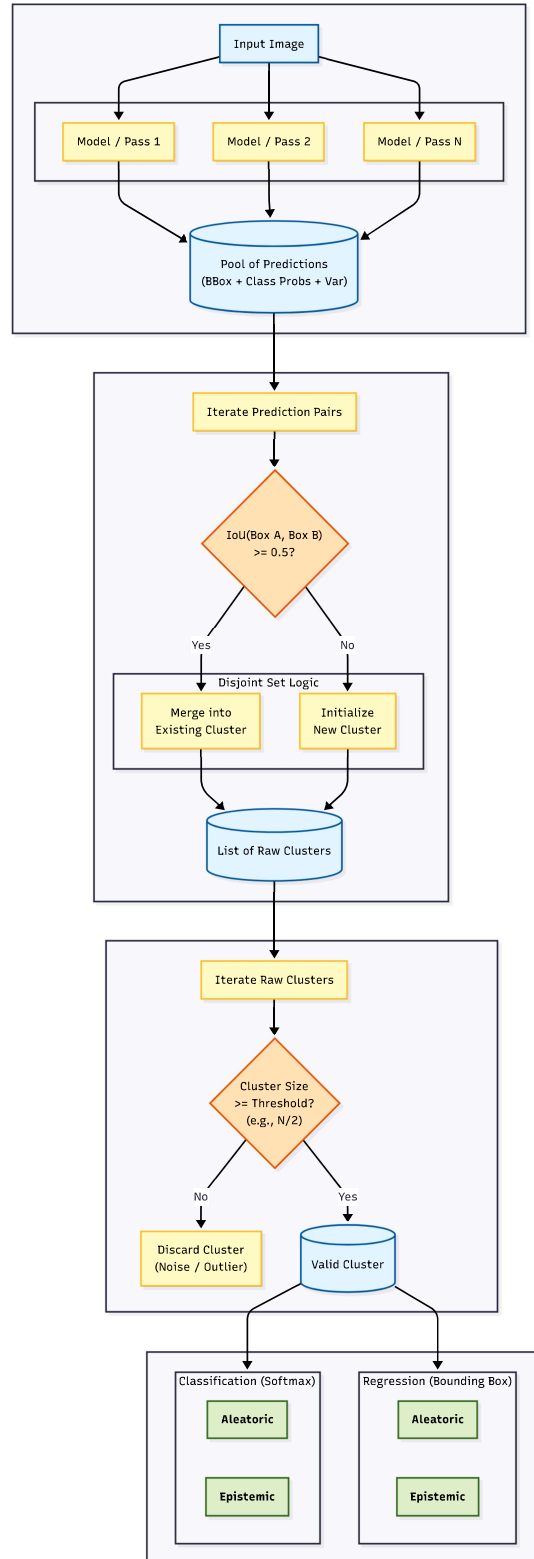 Input Image
Model / Pass 1
Model / Pass 2
Model / Pass N
Pool of Predictions
(BBox + Class Probs + Var)
Iterate Prediction Pairs
IoU(Box A, Box B)
>= 0.5?
Yes
No
Disjoint Set Logic
Merge into
Existing Cluster
Initialize
New Cluster
List of Raw Clusters
Iterate Raw Clusters
Cluster Size
>= Threshold?
(e.g., N/2)
No
Yes
Discard Cluster
(Noise / Outlier)
Valid Cluster
Classification (Softmax)
Aleatoric
Epistemic
Regression (Bounding Box)
Aleatoric
Epistemic